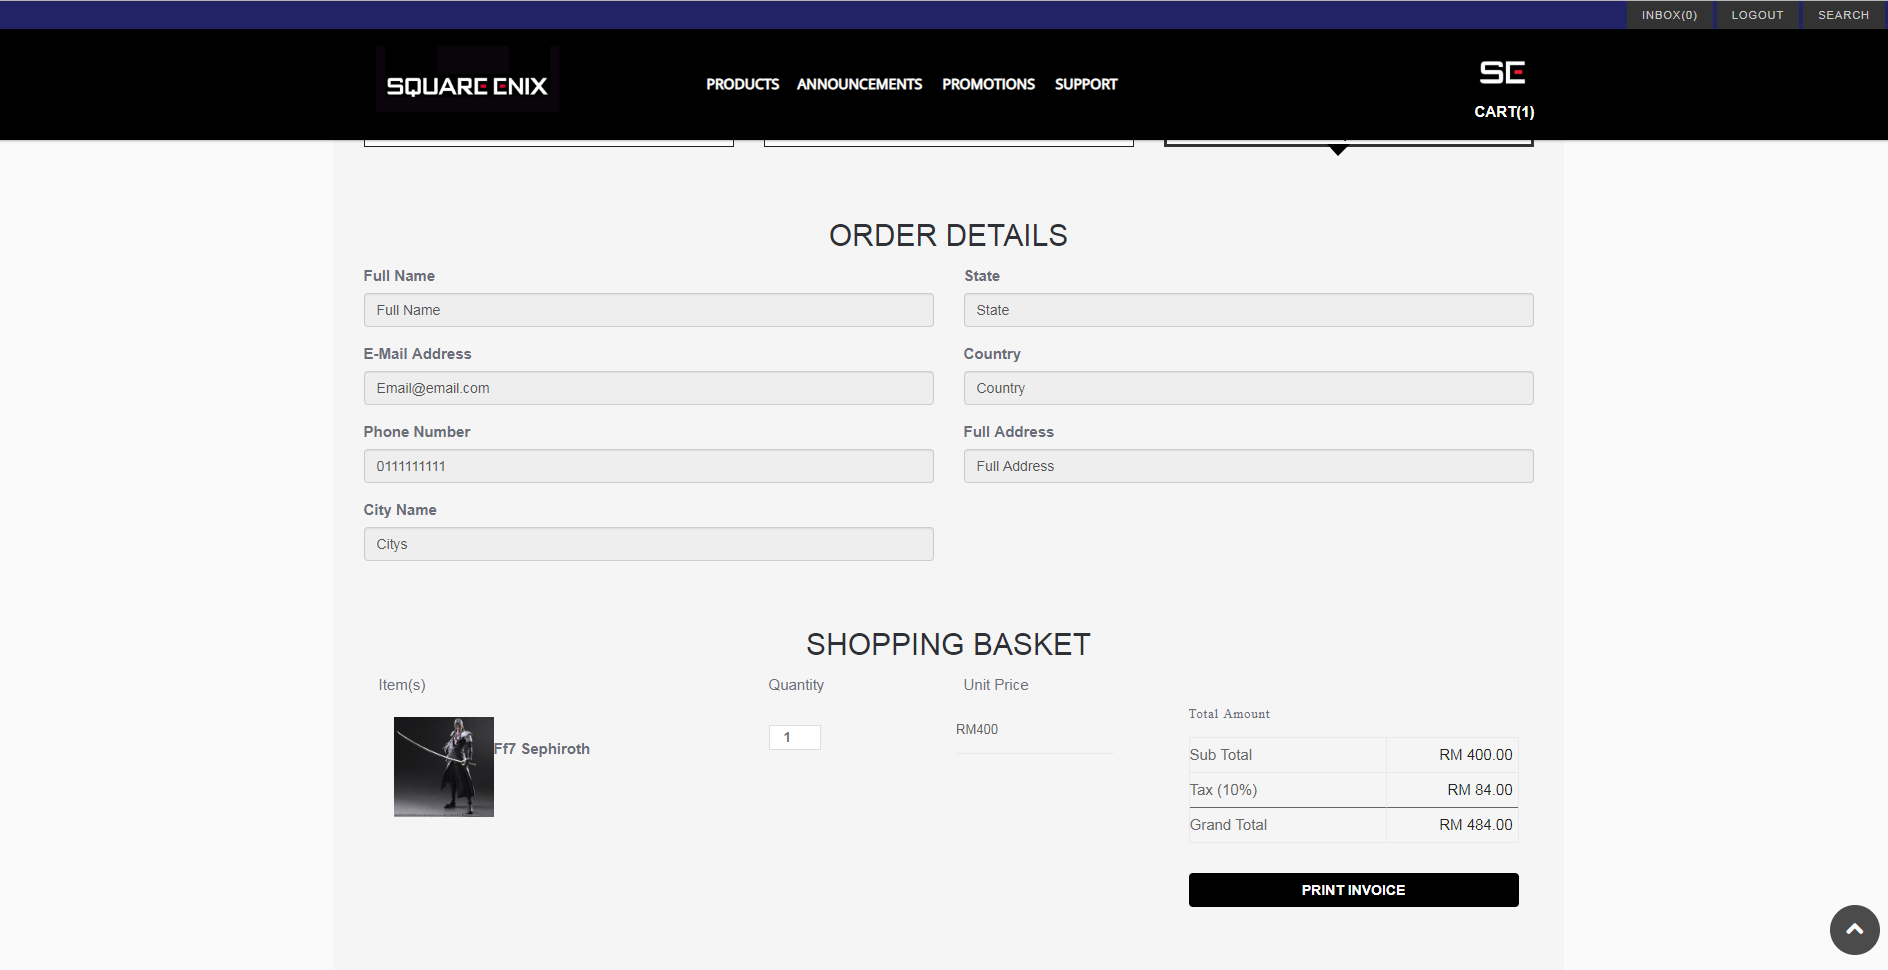 INBOX(0) LOGOUT SEARCH
SQUARE ENIX PRODUCTS ANNOUNCEMENTS PROMOTIONS SUPPORT SE
CART(1)
ORDER DETAILS
Full Name State
Full Name State
E-Mail Address Country
Email@email.com Country
Phone Number Full Address
0111111111 Full Address
City Name
Citys
SHOPPING BASKET
Item(s) Quantity Unit Price
Total Amount
Ff7 Sephiroth 1 RM400
Sub Total RM 400.00
Tax (10%) RM 84.00
Grand Total RM 484.00
PRINT INVOICE